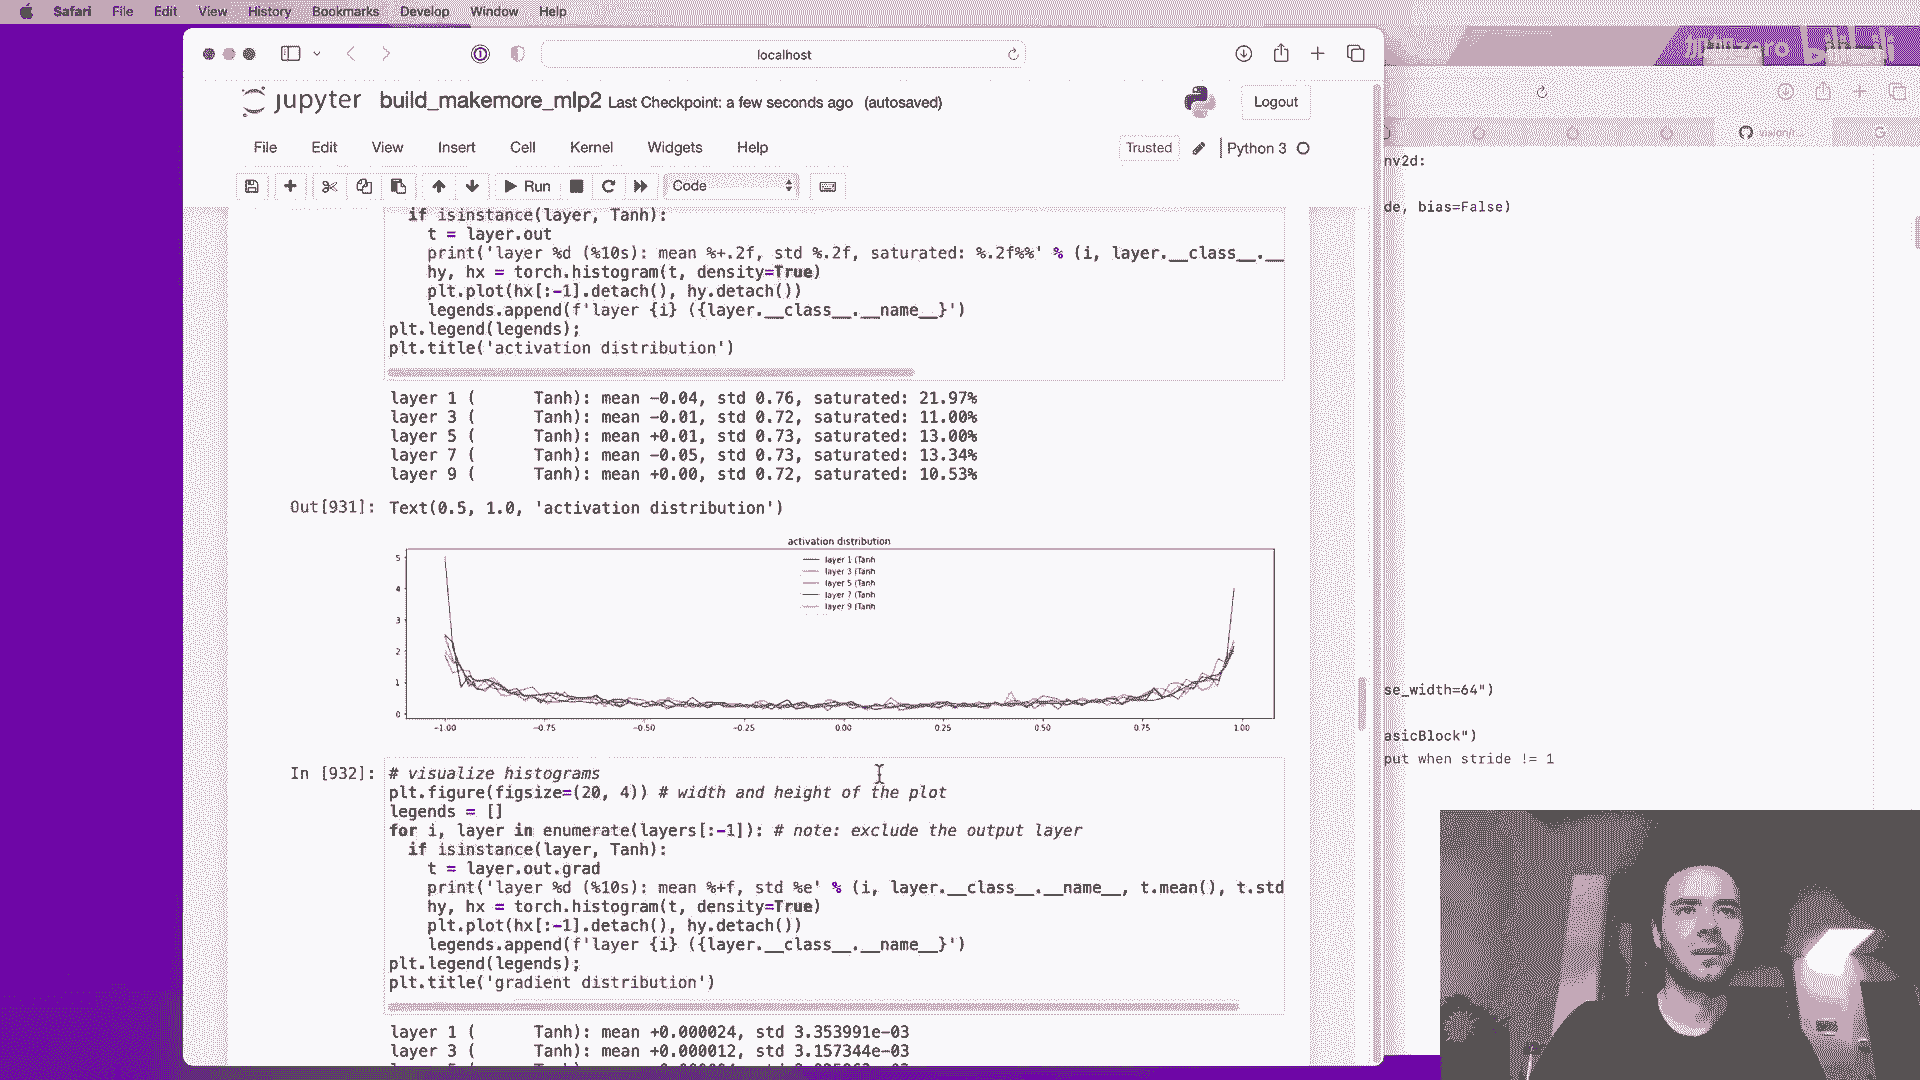 Safari File Edit View History Bookmarks Develop Window Help
localhost
jupyter build_makemore_mlp2 Last Checkpoint: a few seconds ago (autosaved)
Logout
File Edit View Insert Cell Kernel Widgets Help
Trusted Python 3
Run Code
if isinstance(layer, Tanh):
t = layer.out
print('layer %d (%10s): mean %+.2f, std %.2f, saturated: %.2f%%' % (i, layer.__class__.__
hy, hx = torch.histogram(t, density=True)
plt.plot(hx[:-1].detach(), hy.detach())
legends.append(f'layer {i} ({layer.__class__.__name__}')
plt.legend(legends);
plt.title('activation distribution')
layer 1 ( Tanh): mean -0.04, std 0.76, saturated: 21.97%
layer 3 ( Tanh): mean -0.01, std 0.72, saturated: 11.00%
layer 5 ( Tanh): mean +0.01, std 0.73, saturated: 13.00%
layer 7 ( Tanh): mean -0.05, std 0.73, saturated: 13.34%
layer 9 ( Tanh): mean +0.00, std 0.72, saturated: 10.53%
Out[931]: Text(0.5, 1.0, 'activation distribution')
activation distribution
layer 1 (Tanh
layer 3 (Tanh
layer 5 (Tanh
layer 7 (Tanh
layer 9 (Tanh
5
4
3
2
1
0
-1.00 -0.75 -0.50 -0.25 0.00 0.25 0.50 0.75 1.00
In [932]: # visualize histograms
plt.figure(figsize=(20, 4)) # width and height of the plot
legends = []
for i, layer in enumerate(layers[:-1]): # note: exclude the output layer
if isinstance(layer, Tanh):
t = layer.out.grad
print('layer %d (%10s): mean %+f, std %e' % (i, layer.__class__.__name__, t.mean(), t.std
hy, hx = torch.histogram(t, density=True)
plt.plot(hx[:-1].detach(), hy.detach())
legends.append(f'layer {i} ({layer.__class__.__name__}')
plt.legend(legends);
plt.title('gradient distribution')
layer 1 ( Tanh): mean +0.000024, std 3.353991e-03
layer 3 ( Tanh): mean +0.000012, std 3.157344e-03
zero bilibili
vision/r...
nv2d:
de, bias=False)
se_width=64")
asicBlock")
put when stride != 1